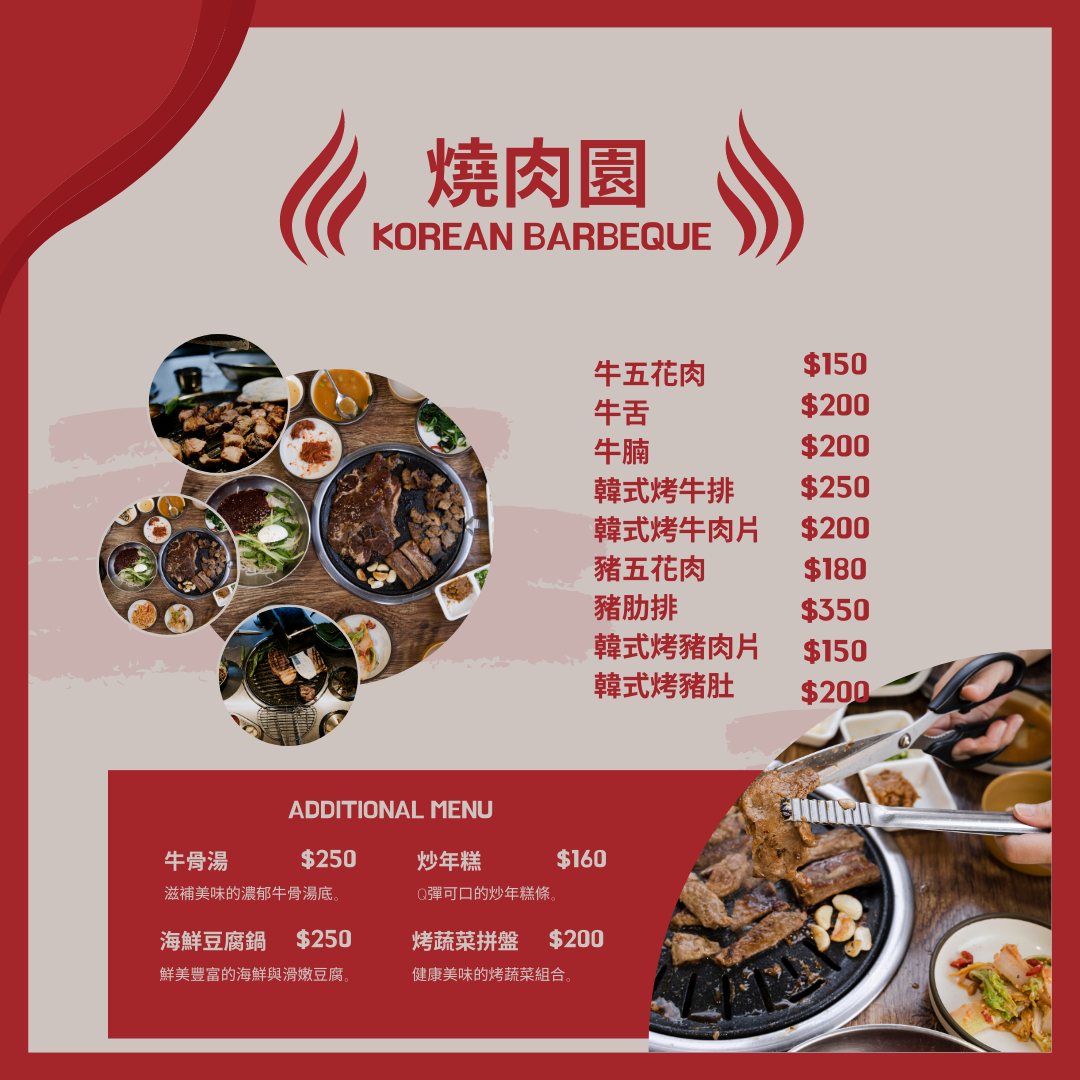 燒肉園
KOREAN BARBEQUE
牛五花肉 $150
牛舌 $200
牛腩 $200
韓式烤牛排 $250
韓式烤牛肉片 $200
豬五花肉 $180
豬肋排 $350
韓式烤豬肉片 $150
韓式烤豬肚 $200
ADDITIONAL MENU
牛骨湯 $250
滋補美味的濃郁牛骨湯底。
炒年糕 $160
Q彈可口的炒年糕條。
海鮮豆腐鍋 $250
鮮美豐富的海鮮與滑嫩豆腐。
烤蔬菜拼盤 $200
健康美味的烤蔬菜組合。